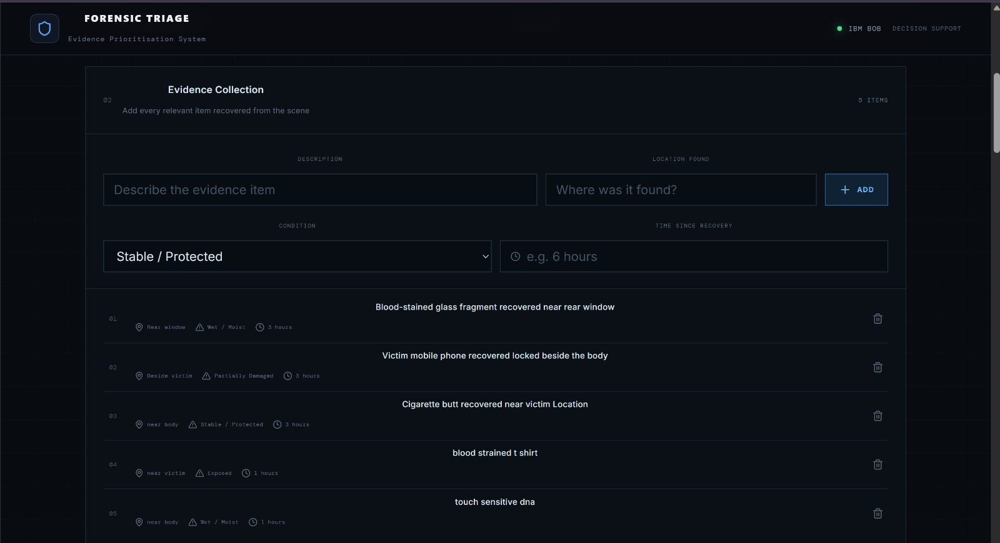 FORENSIC TRIAGE
Evidence Prioritisation System
IBM BOB DECISION SUPPORT
02
Evidence Collection
Add every relevant item recovered from the scene
5 ITEMS
DESCRIPTION
LOCATION FOUND
Describe the evidence item
Where was it found?
ADD
CONDITION
TIME SINCE RECOVERY
Stable / Protected
e.g. 6 hours
01
Blood-stained glass fragment recovered near rear window
Rear window Wet / Moist 3 hours
02
Victim mobile phone recovered locked beside the body
Beside victim Partially Damaged 3 hours
03
Cigarette butt recovered near victim Location
near body Stable / Protected 3 hours
04
blood strained t shirt
near victim Exposed 1 hours
05
touch sensitive dna
near body Wet / Moist 1 hours